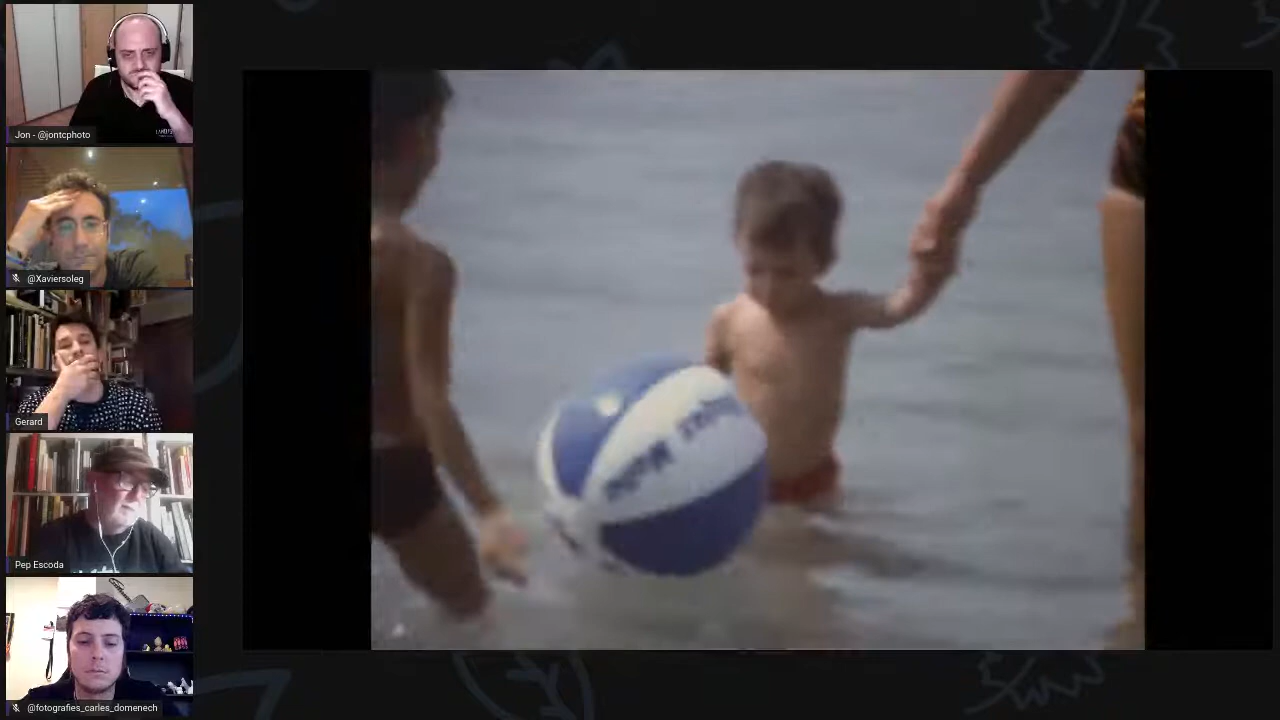 Jon - @jontcphoto
@Xaviersoleg
Gerard
Pep Escoda
@fotografies_carles_domenech